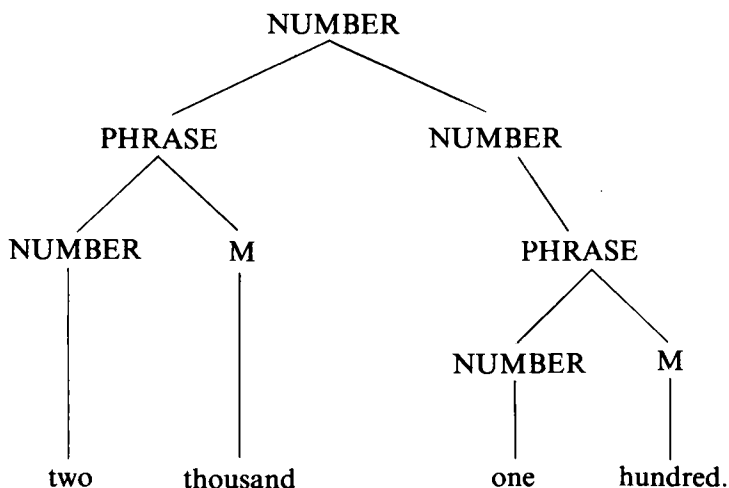 NUMBER
PHRASE NUMBER
NUMBER M PHRASE
NUMBER M
two thousand one hundred.